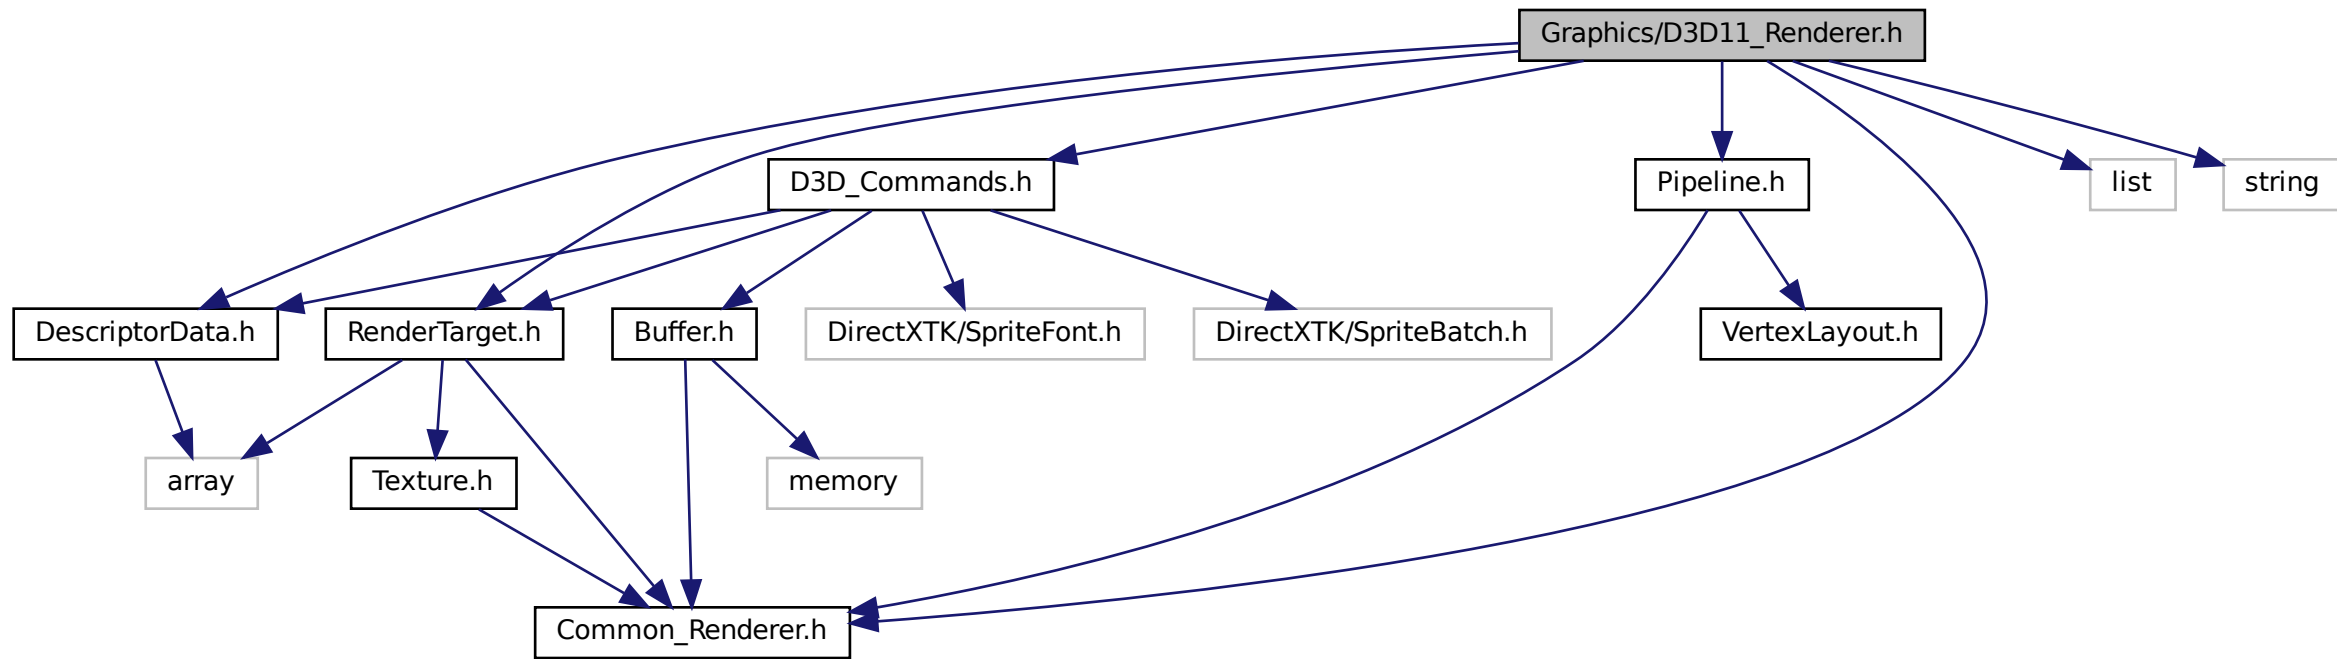 Graphics/D3D11_Renderer.h
D3D_Commands.h
Pipeline.h
list
string
DescriptorData.h
RenderTarget.h
Buffer.h
DirectXTK/SpriteFont.h
DirectXTK/SpriteBatch.h
VertexLayout.h
array
Texture.h
memory
Common_Renderer.h